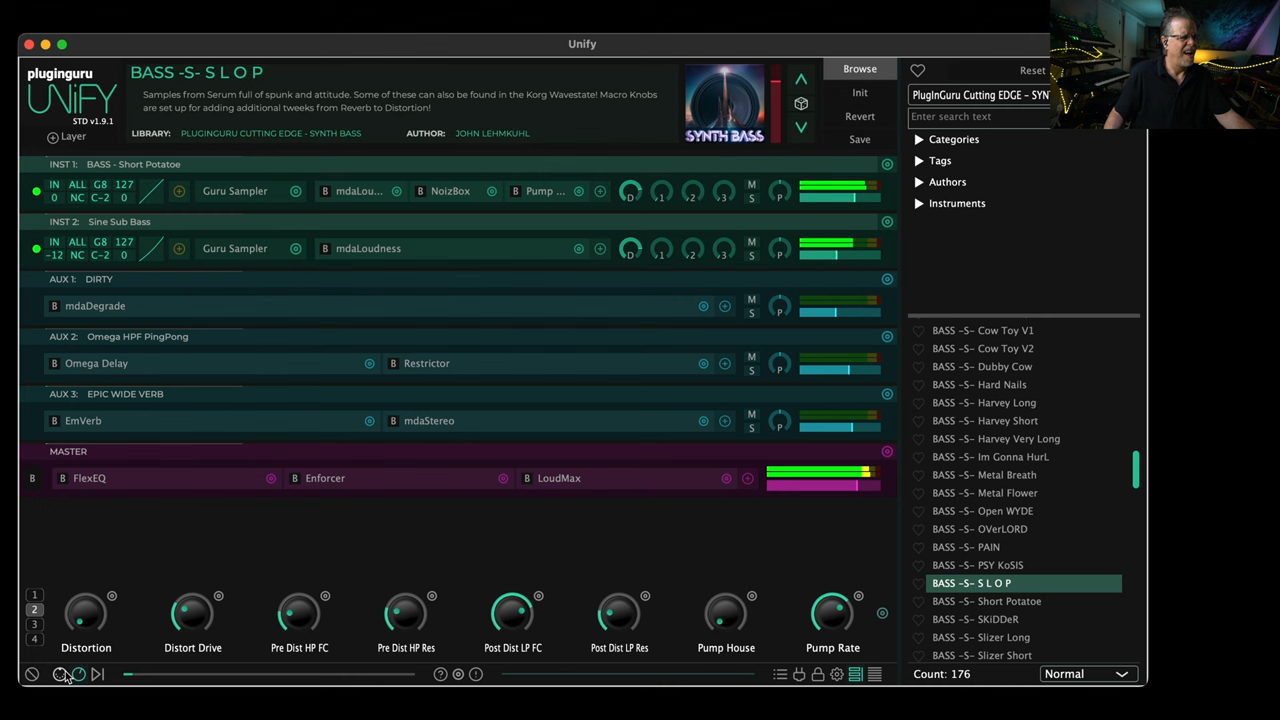 Unify
pluginguru
UNiFY
STD v1.9.1
Layer
BASS -S- S L O P
Samples from Serum full of spunk and attitude. Some of these can also be found in the Korg Wavestate! Macro Knobs
are set up for adding additional tweaks from Reverb to Distortion!
LIBRARY: PLUGINGURU CUTTING EDGE - SYNTH BASS AUTHOR: JOHN LEHMKUHL
SYNTH BASS
Browse
Init
Revert
Save
Reset
PlugInGuru Cutting EDGE - SYN
Enter search text
Categories
Tags
Authors
Instruments
INST 1: BASS - Short Potatoe
IN ALL G8 127
0 NC C-2 0
Guru Sampler
B mdaLou...
B NoizBox
B Pump ...
D 1 2 3
M
S
P
INST 2: Sine Sub Bass
IN ALL G8 127
-12 NC C-2 0
Guru Sampler
B mdaLoudness
D 1 2 3
M
S
P
AUX 1: DIRTY
B mdaDegrade
M
S
P
AUX 2: Omega HPF PingPong
B Omega Delay
B Restrictor
M
S
P
AUX 3: EPIC WIDE VERB
B EmVerb
B mdaStereo
M
S
P
MASTER
B
B FlexEQ
B Enforcer
B LoudMax
BASS -S- Cow Toy V1
BASS -S- Cow Toy V2
BASS -S- Dubby Cow
BASS -S- Hard Nails
BASS -S- Harvey Long
BASS -S- Harvey Short
BASS -S- Harvey Very Long
BASS -S- Im Gonna HurL
BASS -S- Metal Breath
BASS -S- Metal Flower
BASS -S- Open WYDE
BASS -S- OVerLORD
BASS -S- PAIN
BASS -S- PSY KoSIS
BASS -S- S L O P
BASS -S- Short Potatoe
BASS -S- SKiDDeR
BASS -S- Slizer Long
BASS -S- Slizer Short
1
2
3
4
Distortion
Distort Drive
Pre Dist HP FC
Pre Dist HP Res
Post Dist LP FC
Post Dist LP Res
Pump House
Pump Rate
Count: 176
Normal